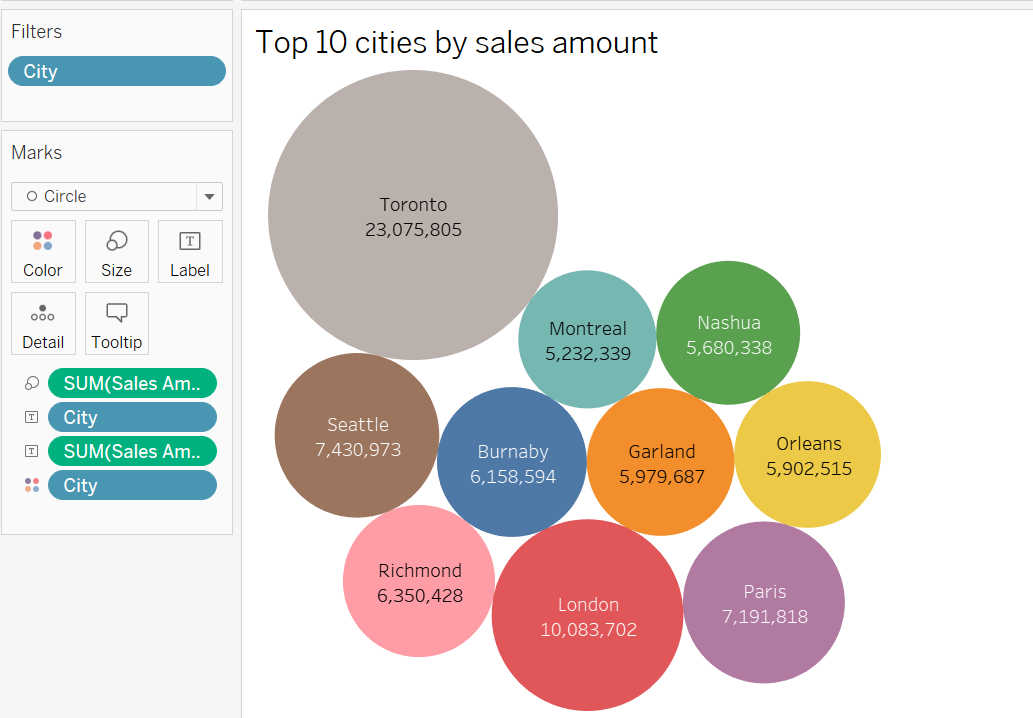 Filters
City
Marks
Circle
Color
Size
Label
T
Detail
Tooltip
SUM(Sales Am..
T
City
T
SUM(Sales Am..
City
Top 10 cities by sales amount
Toronto
23,075,805
Montreal
5,232,339
Nashua
5,680,338
Seattle
7,430,973
Burnaby
6,158,594
Garland
5,979,687
Orleans
5,902,515
Richmond
6,350,428
London
10,083,702
Paris
7,191,818